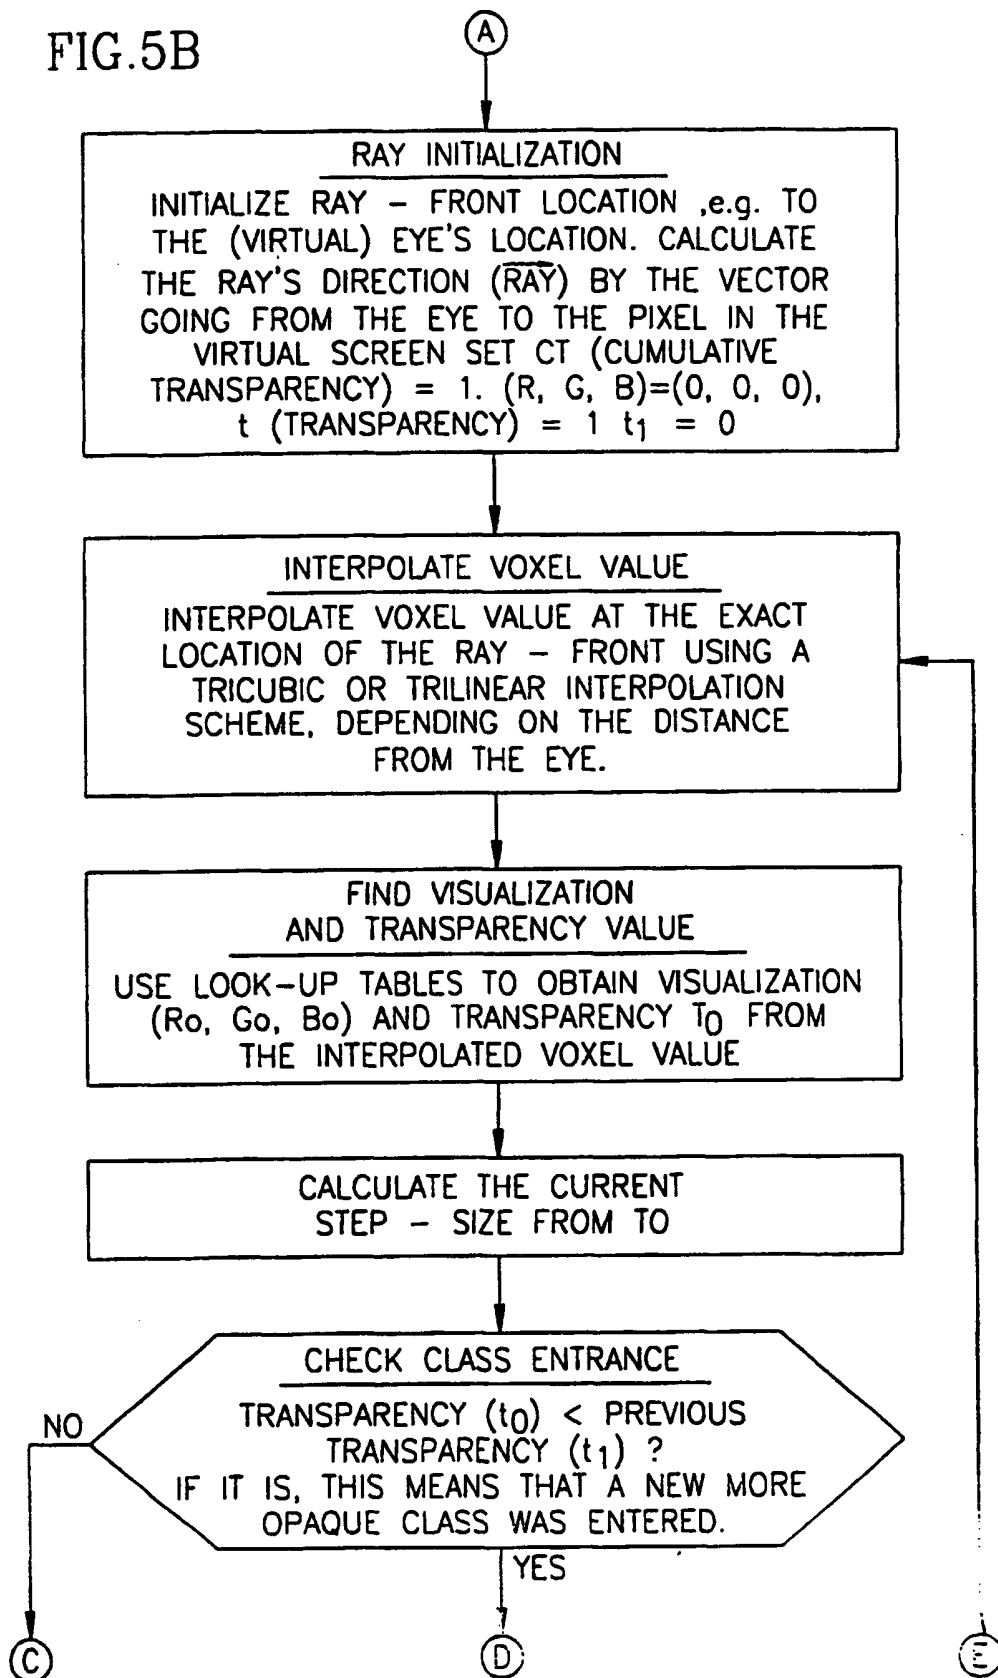 FIG.5B
A
RAY INITIALIZATION
INITIALIZE RAY – FRONT LOCATION ,e.g. TO
THE (VIRTUAL) EYE'S LOCATION. CALCULATE
THE RAY'S DIRECTION (RAY) BY THE VECTOR
GOING FROM THE EYE TO THE PIXEL IN THE
VIRTUAL SCREEN SET CT (CUMULATIVE
TRANSPARENCY) = 1. (R, G, B)=(0, 0, 0),
t (TRANSPARENCY) = 1 t1 = 0
INTERPOLATE VOXEL VALUE
INTERPOLATE VOXEL VALUE AT THE EXACT
LOCATION OF THE RAY – FRONT USING A
TRICUBIC OR TRILINEAR INTERPOLATION
SCHEME, DEPENDING ON THE DISTANCE
FROM THE EYE.
FIND VISUALIZATION
AND TRANSPARENCY VALUE
USE LOOK-UP TABLES TO OBTAIN VISUALIZATION
(Ro, Go, Bo) AND TRANSPARENCY T0 FROM
THE INTERPOLATED VOXEL VALUE
CALCULATE THE CURRENT
STEP – SIZE FROM TO
CHECK CLASS ENTRANCE
TRANSPARENCY (t0) < PREVIOUS
TRANSPARENCY (t1) ?
IF IT IS, THIS MEANS THAT A NEW MORE
OPAQUE CLASS WAS ENTERED.
NO
YES
C
D
E